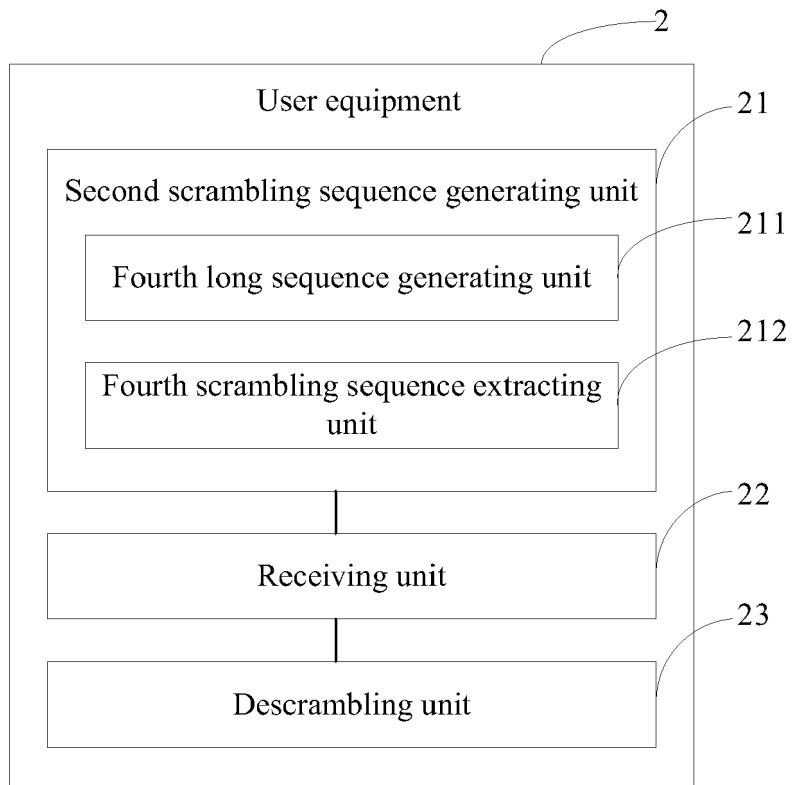 2
User equipment
21
Second scrambling sequence generating unit
211
Fourth long sequence generating unit
212
Fourth scrambling sequence extracting
unit
22
Receiving unit
23
Descrambling unit